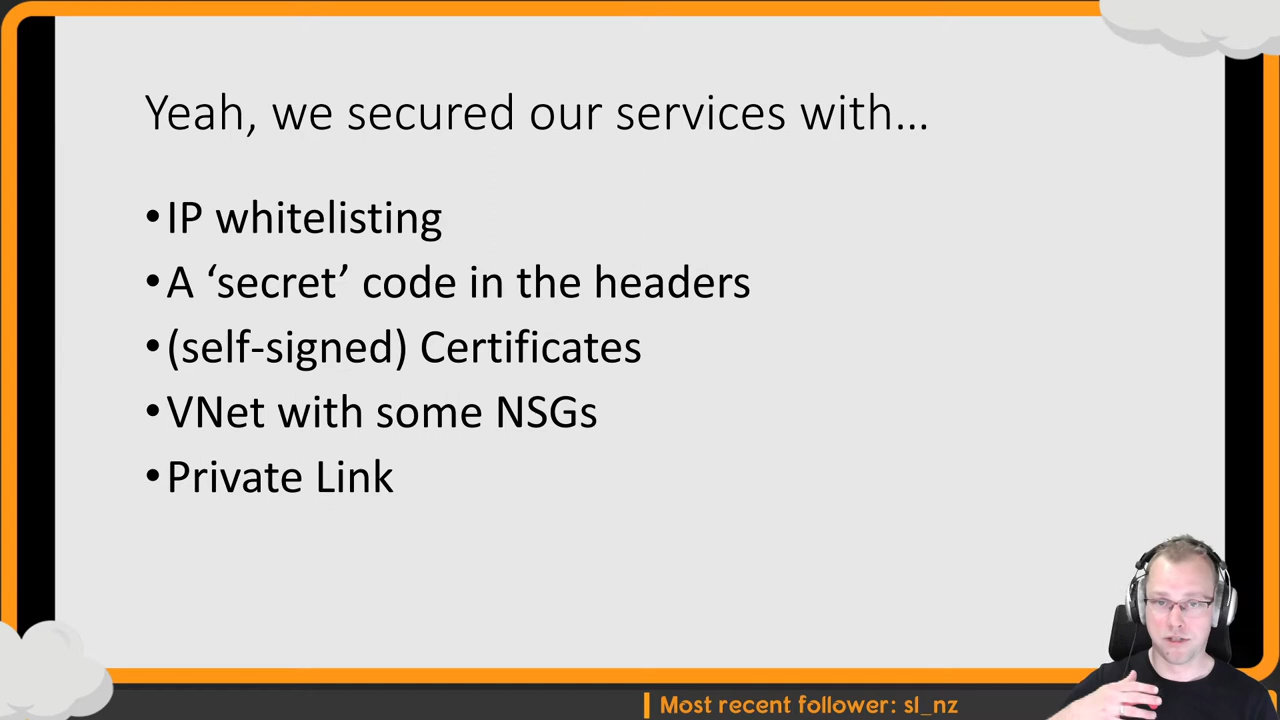 Yeah, we secured our services with...
•IP whitelisting
•A ‘secret’ code in the headers
•(self-signed) Certificates
•VNet with some NSGs
•Private Link
Most recent follower: sl_nz